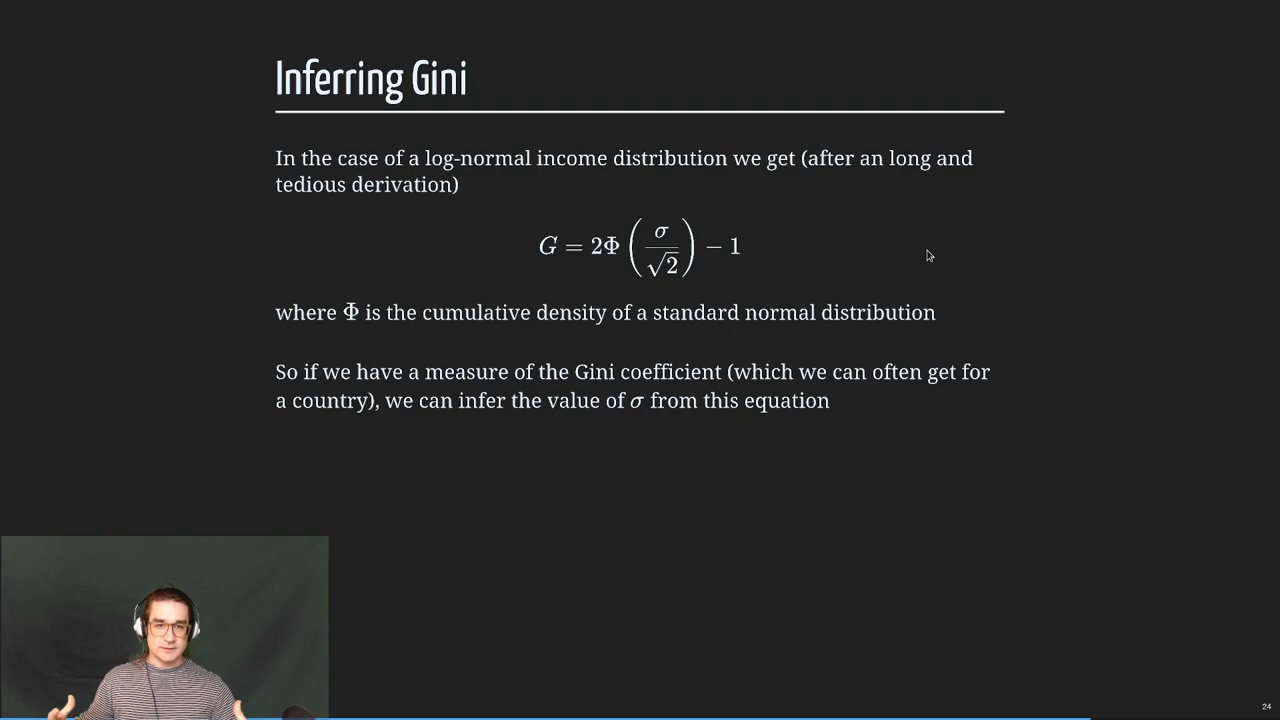 Inferring Gini
In the case of a log-normal income distribution we get (after an long and
tedious derivation)
G = 2Φ(σ/√2) − 1
where Φ is the cumulative density of a standard normal distribution
So if we have a measure of the Gini coefficient (which we can often get for
a country), we can infer the value of σ from this equation
24